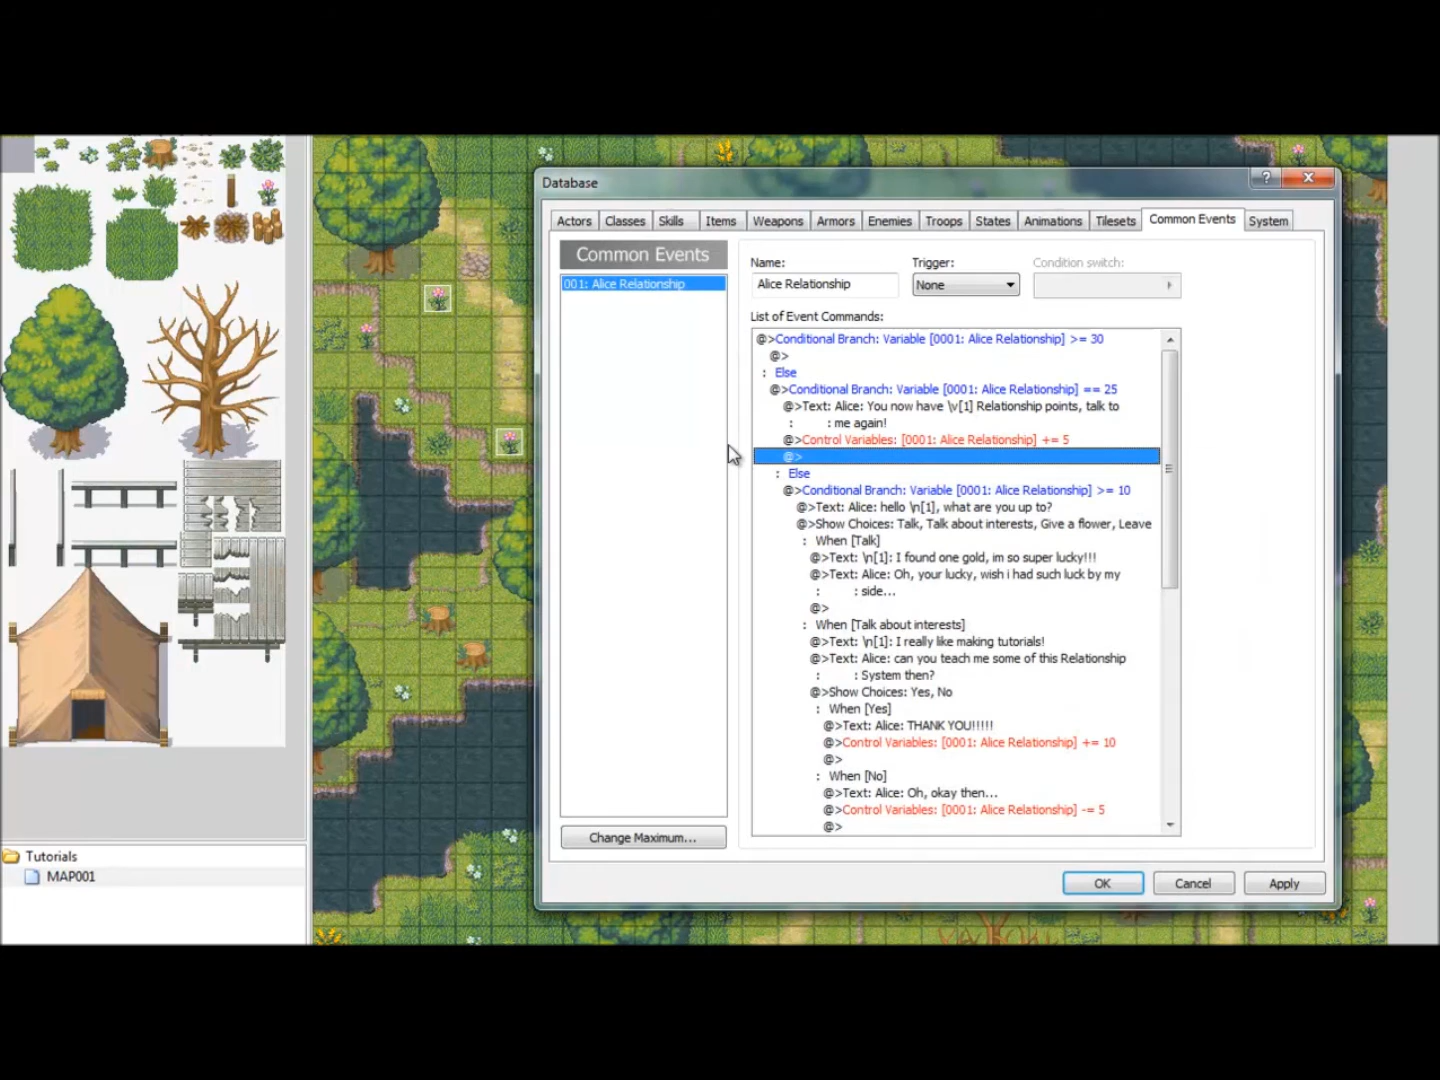 Database
?
Actors Classes Skills Items Weapons Armors Enemies Troops States Animations Tilesets Common Events System
Common Events
001: Alice Relationship
Change Maximum...
Name: Trigger: Condition switch:
Alice Relationship None
List of Event Commands:
@>Conditional Branch: Variable [0001: Alice Relationship] >= 30
@>
: Else
@>Conditional Branch: Variable [0001: Alice Relationship] == 25
@>Text: Alice: You now have \v[1] Relationship points, talk to
: : me again!
@>Control Variables: [0001: Alice Relationship] += 5
@>
: Else
@>Conditional Branch: Variable [0001: Alice Relationship] >= 10
@>Text: Alice: hello \n[1], what are you up to?
@>Show Choices: Talk, Talk about interests, Give a flower, Leave
: When [Talk]
@>Text: \n[1]: I found one gold, im so super lucky!!!
@>Text: Alice: Oh, your lucky, wish i had such luck by my
: : side...
@>
: When [Talk about interests]
@>Text: \n[1]: I really like making tutorials!
@>Text: Alice: can you teach me some of this Relationship
: : System then?
@>Show Choices: Yes, No
: When [Yes]
@>Text: Alice: THANK YOU!!!!!
@>Control Variables: [0001: Alice Relationship] += 10
@>
: When [No]
@>Text: Alice: Oh, okay then...
@>Control Variables: [0001: Alice Relationship] -= 5
@>
OK Cancel Apply
Tutorials
MAP001